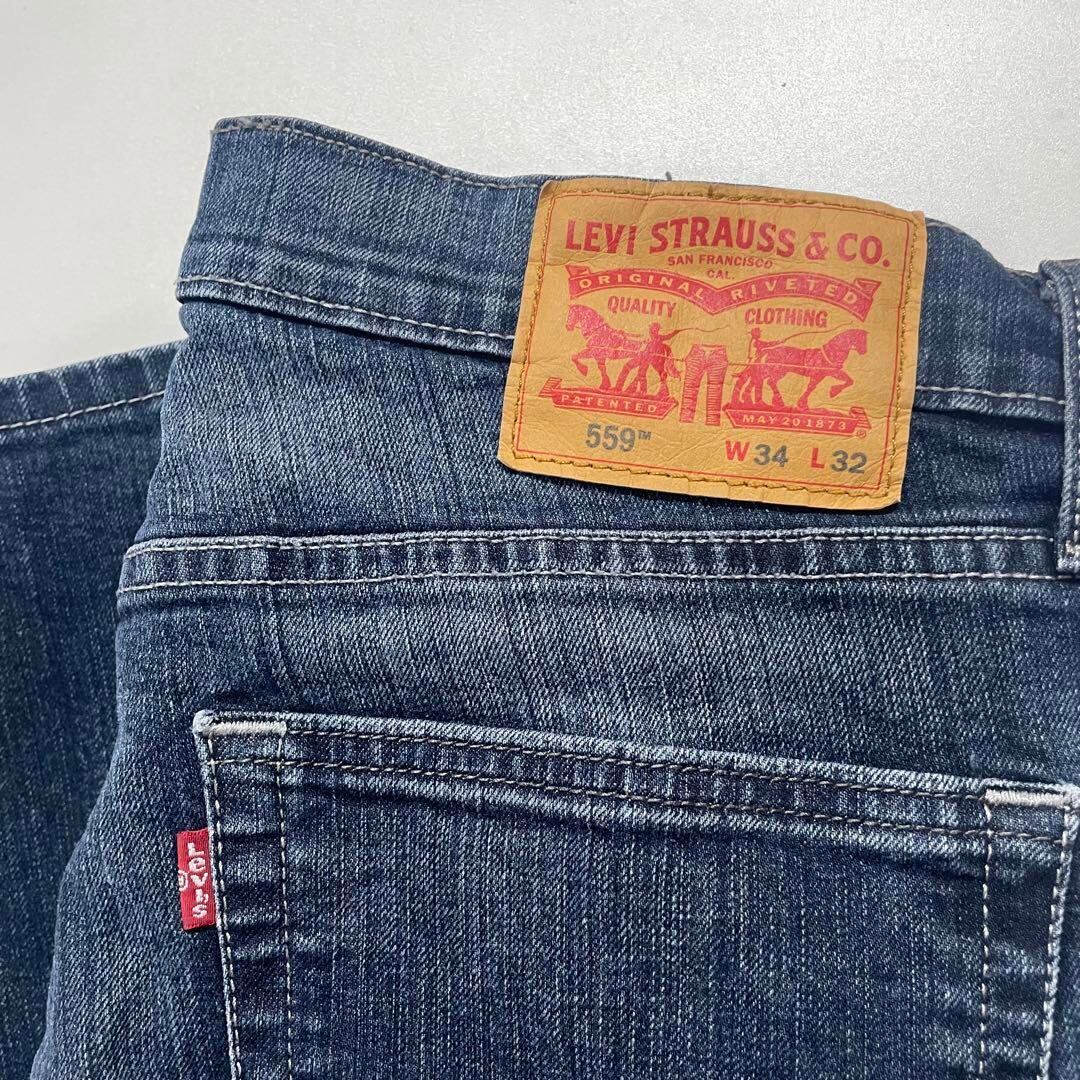 LEVI STRAUSS & CO.
SAN FRANCISCO
CAL.
ORIGINAL RIVETED
QUALITY CLOTHING
PATENTED MAY 20 1873 ®
559™ W 34 L 32
LEVI'S
®